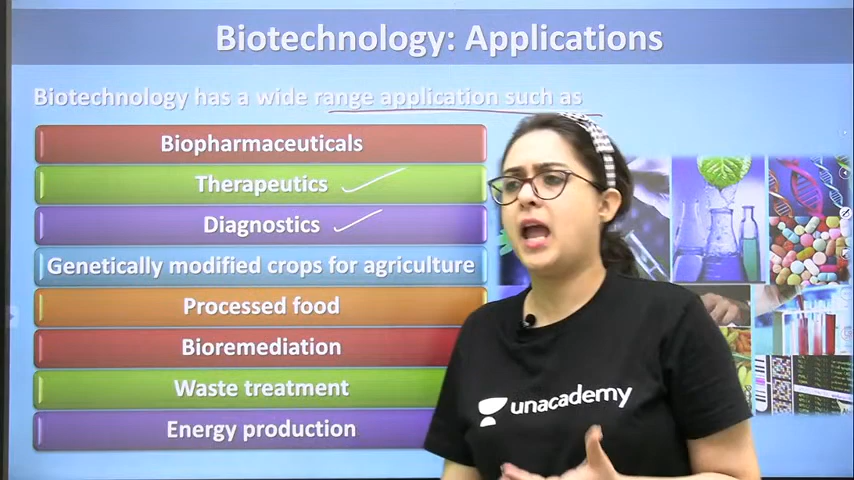 Biotechnology: Applications
Biotechnology has a wide range application such as
Biopharmaceuticals
Therapeutics
Diagnostics
Genetically modified crops for agriculture
Processed food
Bioremediation
Waste treatment
Energy production
unacademy